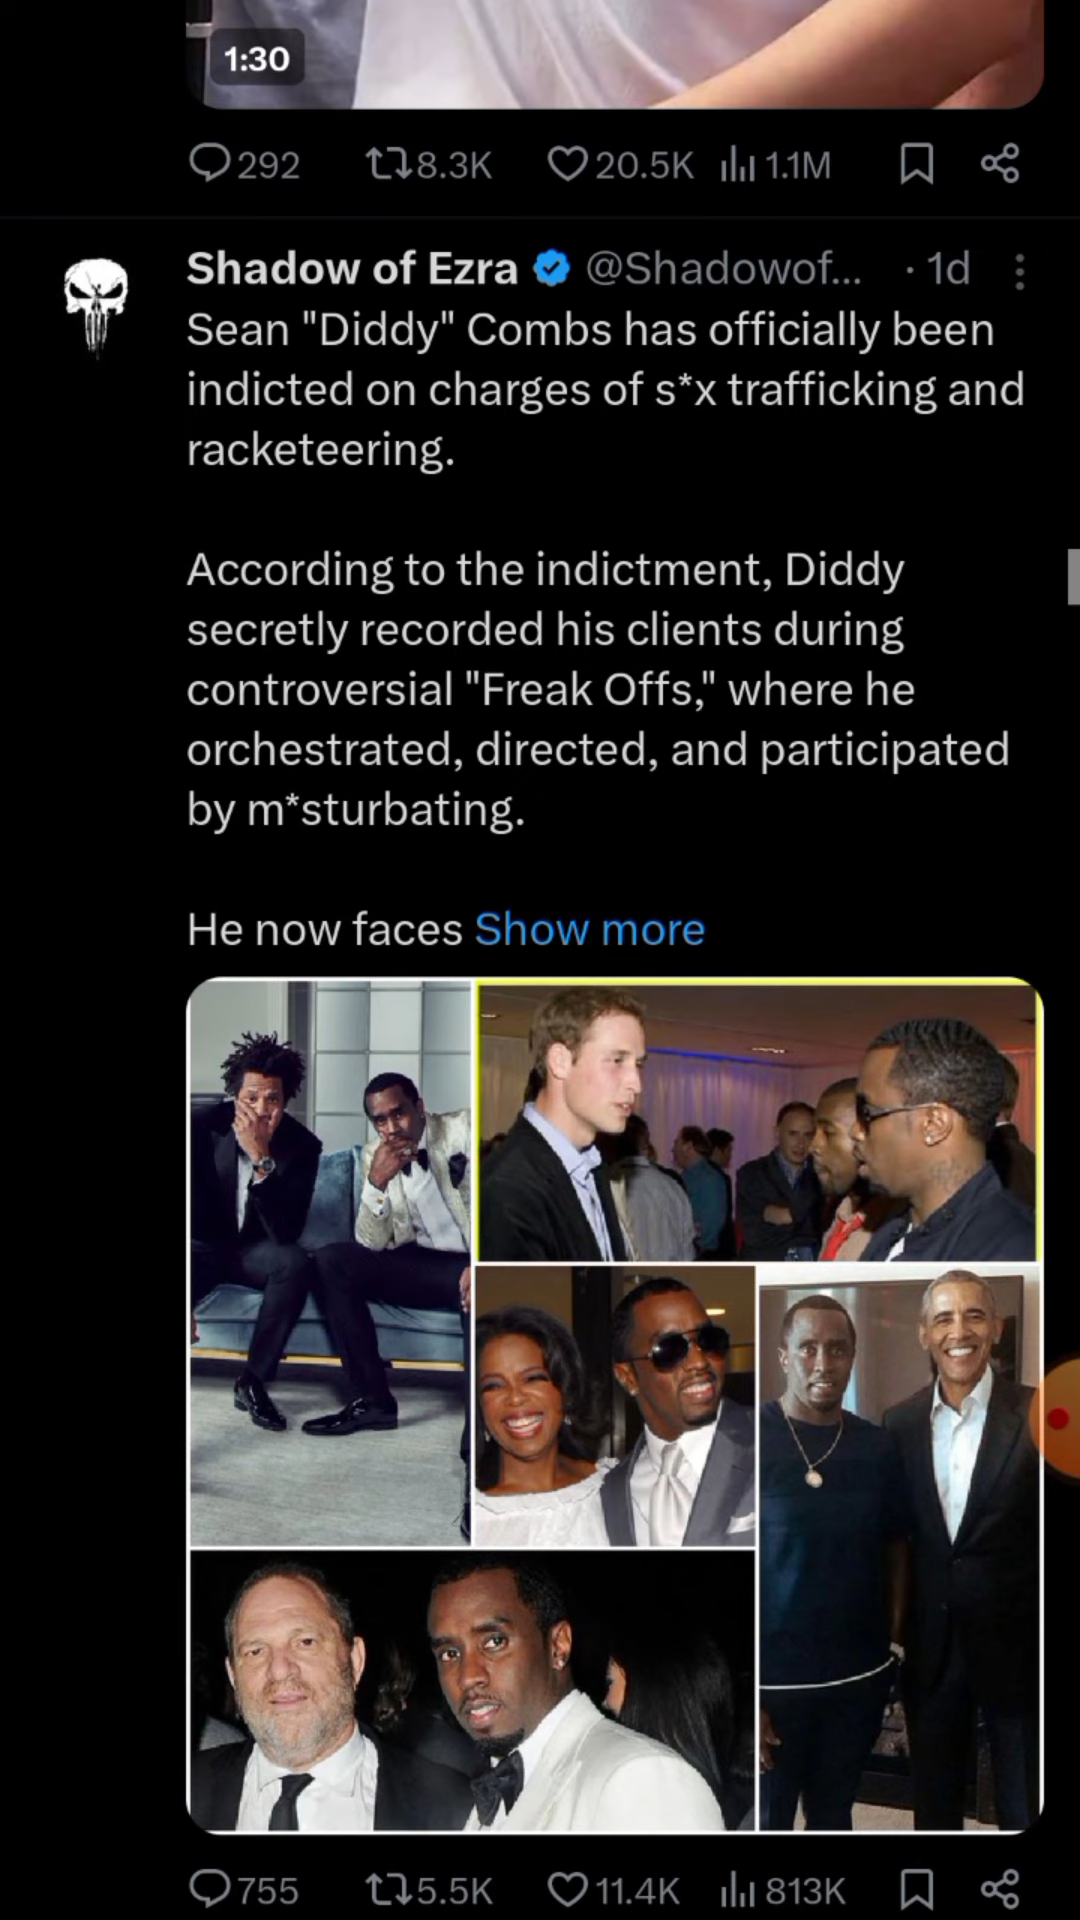 1:30
292 8.3K 20.5K 1.1M
Shadow of Ezra @Shadowof... · 1d
Sean "Diddy" Combs has officially been
indicted on charges of s*x trafficking and
racketeering.
According to the indictment, Diddy
secretly recorded his clients during
controversial "Freak Offs," where he
orchestrated, directed, and participated
by m*sturbating.
He now faces Show more
755 5.5K 11.4K 813K